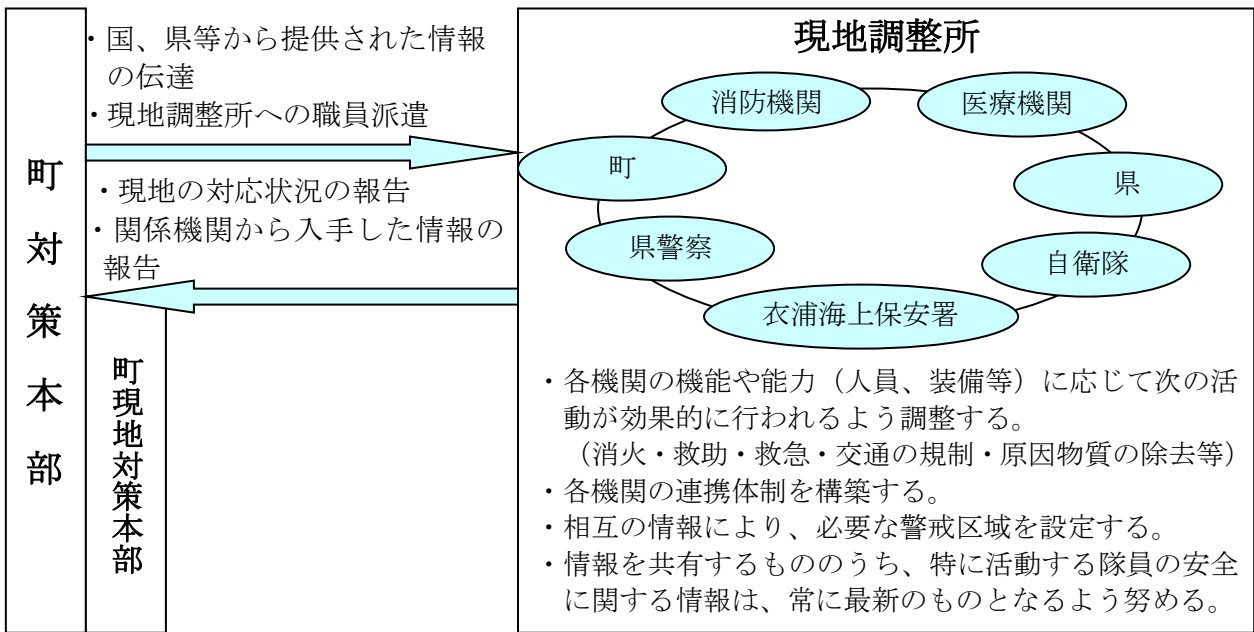 町対策本部
・国、県等から提供された情報
の伝達
・現地調整所への職員派遣
・現地の対応状況の報告
・関係機関から入手した情報の
報告
町現地対策本部
現地調整所
消防機関
医療機関
町
県
県警察
自衛隊
衣浦海上保安署
・各機関の機能や能力（人員、装備等）に応じて次の活
動が効果的に行われるよう調整する。
（消火・救助・救急・交通の規制・原因物質の除去等）
・各機関の連携体制を構築する。
・相互の情報により、必要な警戒区域を設定する。
・情報を共有するもののうち、特に活動する隊員の安全
に関する情報は、常に最新のものとなるよう努める。